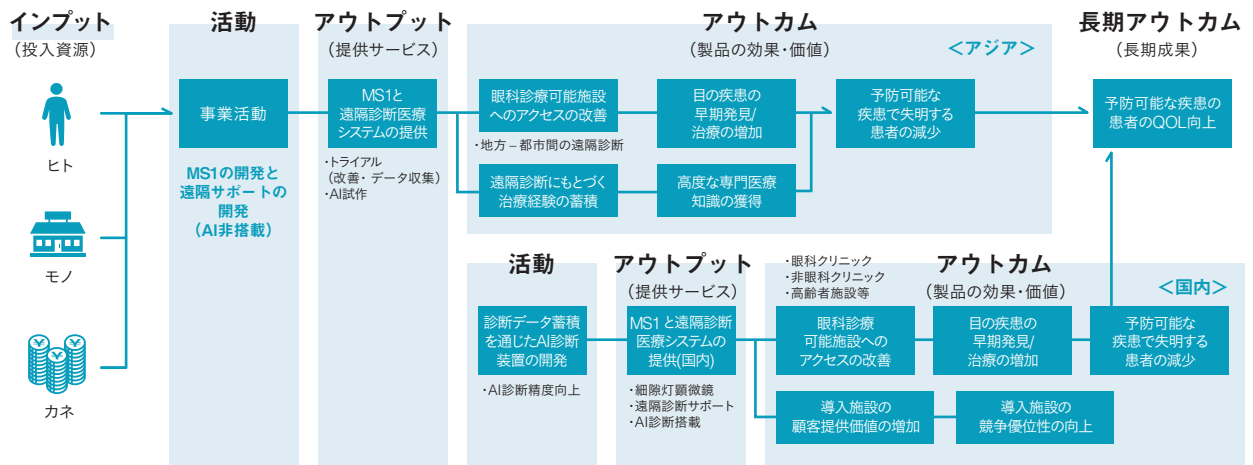 インプット
(投入資源)
ヒト
モノ
カネ
活動
事業活動
MS1の開発と
遠隔サポートの
開発
(AI非搭載)
アウトプット
(提供サービス)
MS1と
遠隔診断医療
システムの提供
・トライアル
(改善・データ収集)
・AI試作
アウトカム
(製品の効果・価値)
<アジア>
眼科診療可能施設
へのアクセスの改善
・地方–都市間の遠隔診断
目の疾患の
早期発見/
治療の増加
予防可能な
疾患で失明する
患者の減少
遠隔診断にもとづく
治療経験の蓄積
高度な専門医療
知識の獲得
長期アウトカム
(長期成果)
予防可能な疾患の
患者のQOL向上
活動
診断データ蓄積
を通じたAI診断
装置の開発
・AI診断精度向上
アウトプット
(提供サービス)
MS1と遠隔診断
医療システムの
提供(国内)
・細隙灯顕微鏡
・遠隔診断サポート
・AI診断搭載
・眼科クリニック
・非眼科クリニック
・高齢者施設等
アウトカム
(製品の効果・価値)
<国内>
眼科診療
可能施設への
アクセスの改善
目の疾患の
早期発見/
治療の増加
予防可能な
疾患で失明する
患者の減少
導入施設の
顧客提供価値の増加
導入施設の
競争優位性の向上